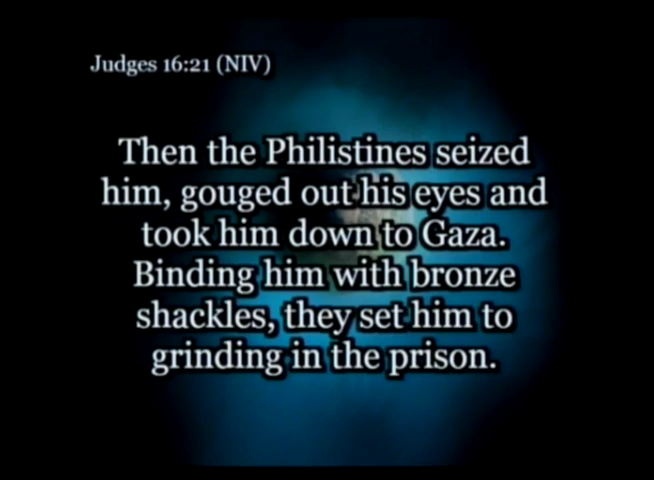 Judges 16:21 (NIV)
Then the Philistines seized
him, gouged out his eyes and
took him down to Gaza.
Binding him with bronze
shackles, they set him to
grinding in the prison.